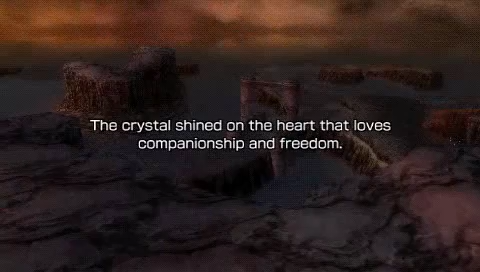 The crystal shined on the heart that loves
companionship and freedom.